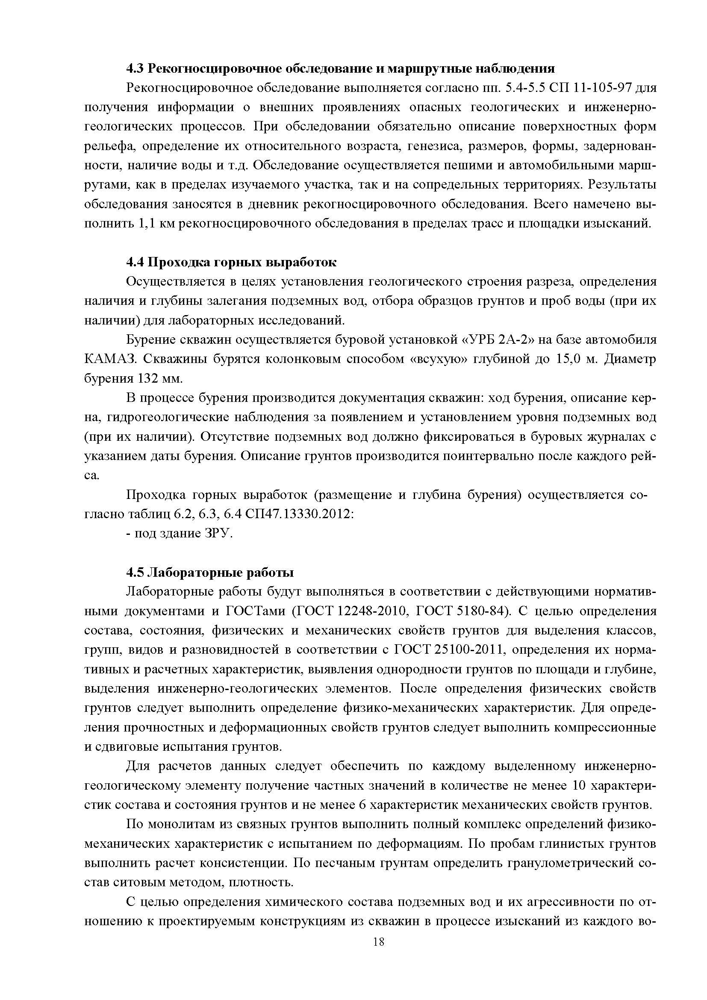 4.3 Рекогносцировочное обследование и маршрутные наблюдения
Рекогносцировочное обследование выполняется согласно пп. 5.4-5.5 СП 11-105-97 для
получения информации о внешних проявлениях опасных геологических и инженерно-
геологических процессов. При обследовании обязательно описание поверхностных форм
рельефа, определение их относительного возраста, генезиса, размеров, формы, задернован-
ности, наличие воды и т.д. Обследование осуществляется пешими и автомобильными марш-
рутами, как в пределах изучаемого участка, так и на сопредельных территориях. Результаты
обследования заносятся в дневник рекогносцировочного обследования. Всего намечено вы-
полнить 1,1 км рекогносцировочного обследования в пределах трасс и площадки изысканий.
4.4 Проходка горных выработок
Осуществляется в целях установления геологического строения разреза, определения
наличия и глубины залегания подземных вод, отбора образцов грунтов и проб воды (при их
наличии) для лабораторных исследований.
Бурение скважин осуществляется буровой установкой «УРБ 2А-2» на базе автомобиля
КАМАЗ. Скважины бурятся колонковым способом «всухую» глубиной до 15,0 м. Диаметр
бурения 132 мм.
В процессе бурения производится документация скважин: ход бурения, описание кер-
на, гидрогеологические наблюдения за появлением и установлением уровня подземных вод
(при их наличии). Отсутствие подземных вод должно фиксироваться в буровых журналах с
указанием даты бурения. Описание грунтов производится поинтервально после каждого рей-
са.
Проходка горных выработок (размещение и глубина бурения) осуществляется со-
гласно таблиц 6.2, 6.3, 6.4 СП47.13330.2012:
- под здание ЗРУ.
4.5 Лабораторные работы
Лабораторные работы будут выполняться в соответствии с действующими норматив-
ными документами и ГОСТами (ГОСТ 12248-2010, ГОСТ 5180-84). С целью определения
состава, состояния, физических и механических свойств грунтов для выделения классов,
групп, видов и разновидностей в соответствии с ГОСТ 25100-2011, определения их норма-
тивных и расчетных характеристик, выявления однородности грунтов по площади и глубине,
выделения инженерно-геологических элементов. После определения физических свойств
грунтов следует выполнить определение физико-механических характеристик. Для опреде-
ления прочностных и деформационных свойств грунтов следует выполнить компрессионные
и сдвиговые испытания грунтов.
Для расчетов данных следует обеспечить по каждому выделенному инженерно-
геологическому элементу получение частных значений в количестве не менее 10 характери-
стик состава и состояния грунтов и не менее 6 характеристик механических свойств грунтов.
По монолитам из связных грунтов выполнить полный комплекс определений физико-
механических характеристик с испытанием по деформациям. По пробам глинистых грунтов
выполнить расчет консистенции. По песчаным грунтам определить гранулометрический со-
став ситовым методом, плотность.
С целью определения химического состава подземных вод и их агрессивности по от-
ношению к проектируемым конструкциям из скважин в процессе изысканий из каждого во-
18